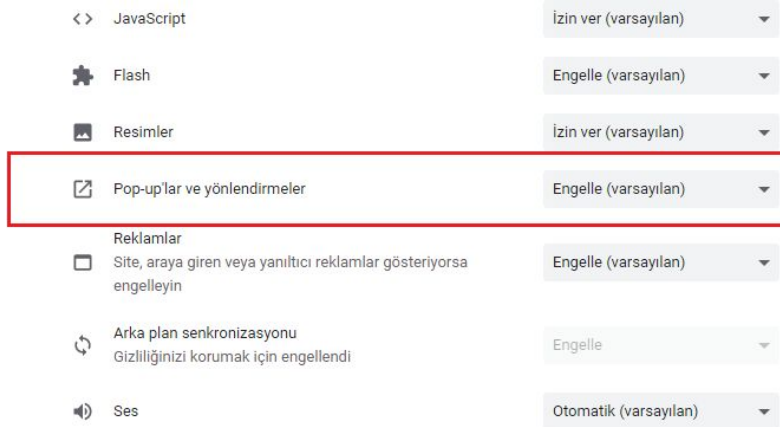 JavaScript İzin ver (varsayılan)
Flash Engelle (varsayılan)
Resimler İzin ver (varsayılan)
Pop-up'lar ve yönlendirmeler Engelle (varsayılan)
Reklamlar
Site, araya giren veya yanıltıcı reklamlar gösteriyorsa Engelle (varsayılan)
engelleyin
Arka plan senkronizasyonu
Gizliliğinizi korumak için engellendi Engelle
Ses Otomatik (varsayılan)